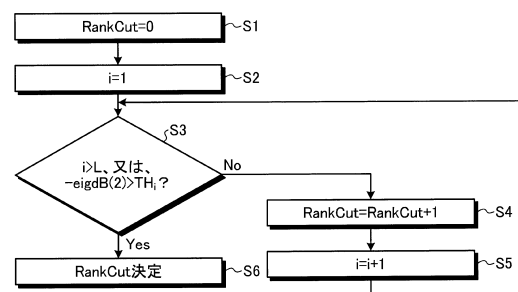 RankCut=0
S1
i=1
S2
S3
i>L、又は、
-eigdB(2)>THi？
No
Yes
RankCut=RankCut+1
S4
i=i+1
S5
RankCut決定
S6